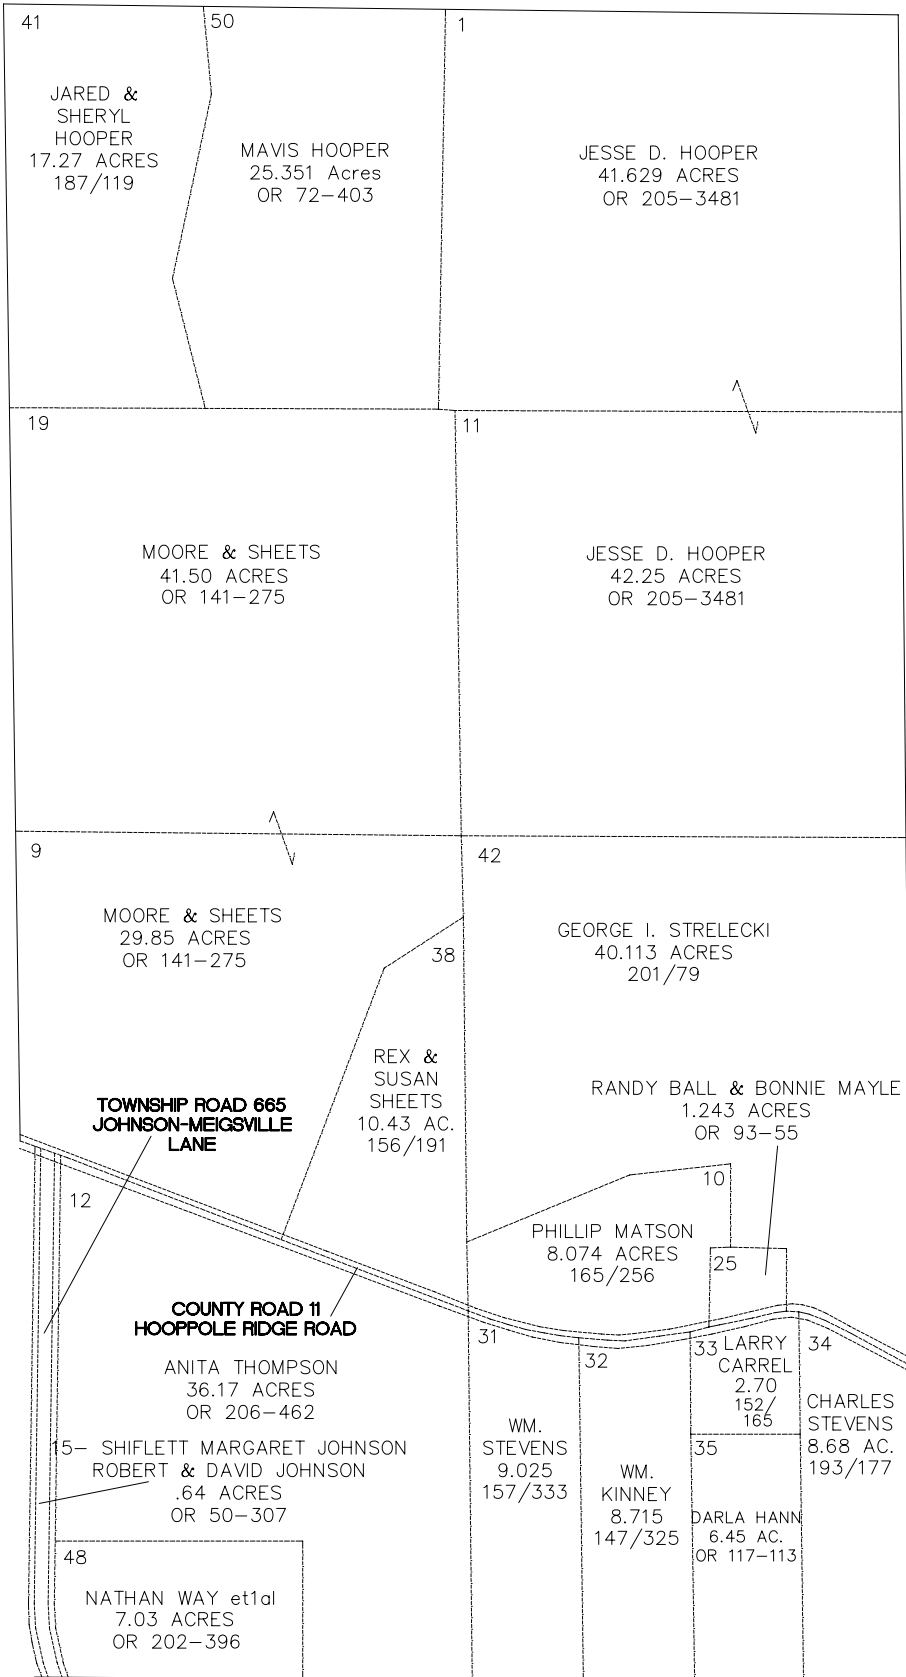 41
50
1
JARED &
SHERYL
HOOPER
17.27 ACRES
187/119
MAVIS HOOPER
25.351 Acres
OR 72-403
JESSE D. HOOPER
41.629 ACRES
OR 205-3481
19
11
MOORE & SHEETS
41.50 ACRES
OR 141-275
JESSE D. HOOPER
42.25 ACRES
OR 205-3481
9
42
MOORE & SHEETS
29.85 ACRES
OR 141-275
38
GEORGE I. STRELECKI
40.113 ACRES
201/79
REX &
SUSAN
SHEETS
10.43 AC.
156/191
RANDY BALL & BONNIE MAYLE
1.243 ACRES
OR 93-55
TOWNSHIP ROAD 665
JOHNSON-MEIGSVILLE
LANE
12
10
PHILLIP MATSON
8.074 ACRES
165/256
25
COUNTY ROAD 11
HOOPPOLE RIDGE ROAD
31
32
33
34
LARRY
CARREL
2.70
152/
165
ANITA THOMPSON
36.17 ACRES
OR 206-462
CHARLES
STEVENS
8.68 AC.
193/177
15- SHIFLETT MARGARET JOHNSON
ROBERT & DAVID JOHNSON
.64 ACRES
OR 50-307
WM.
STEVENS
9.025
157/333
WM.
KINNEY
8.715
147/325
35
DARLA HANN
6.45 AC.
OR 117-113
48
NATHAN WAY et1al
7.03 ACRES
OR 202-396